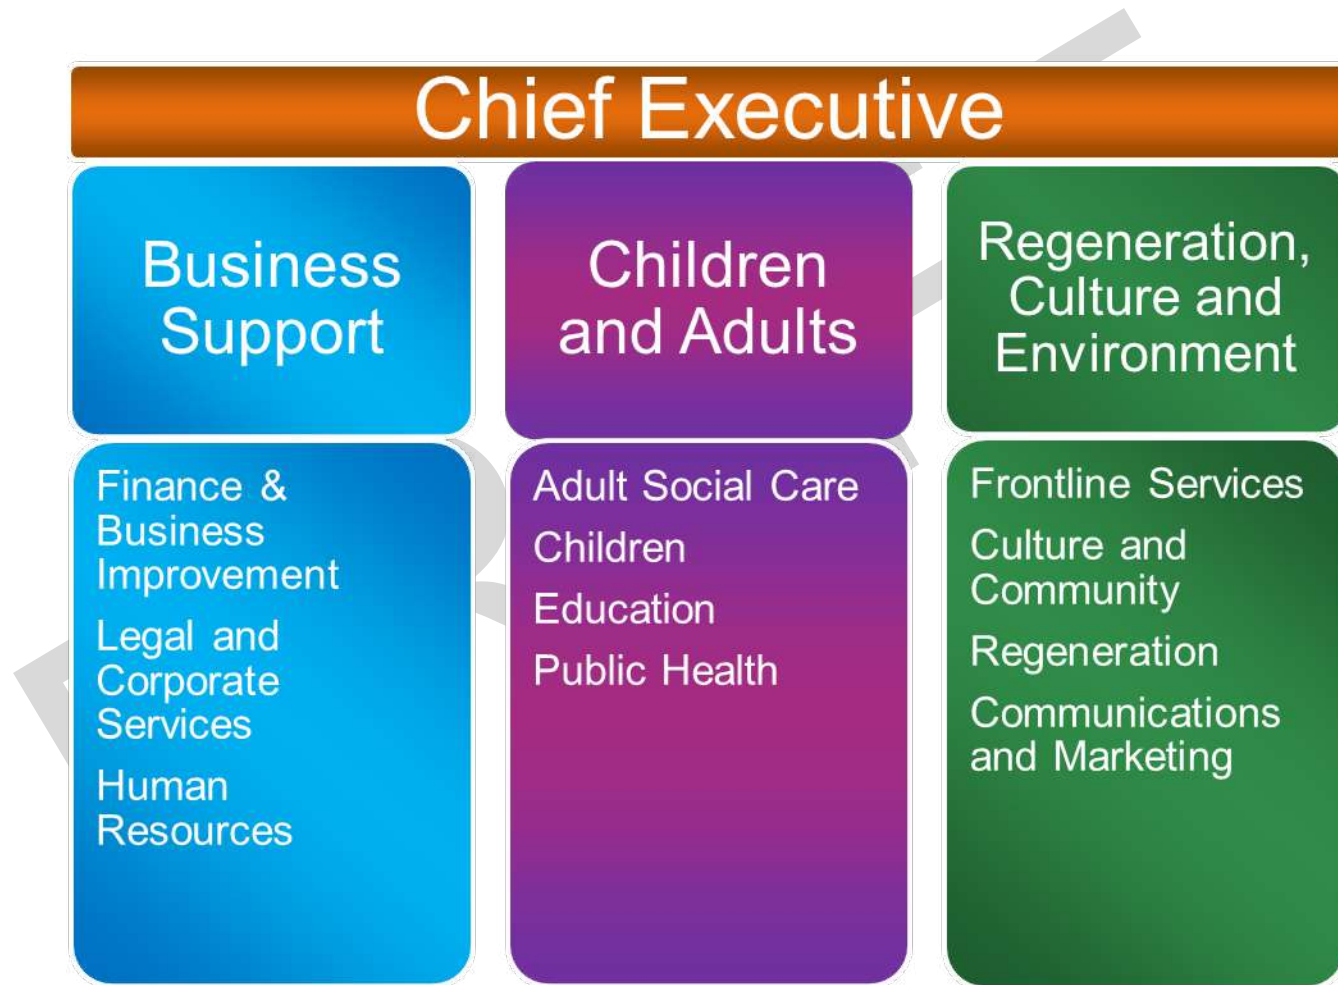 Chief Executive
Business
Support
Children
and Adults
Regeneration,
Culture and
Environment
Finance &
Business
Improvement
Legal and
Corporate
Services
Human
Resources
Adult Social Care
Children
Education
Public Health
Frontline Services
Culture and
Community
Regeneration
Communications
and Marketing